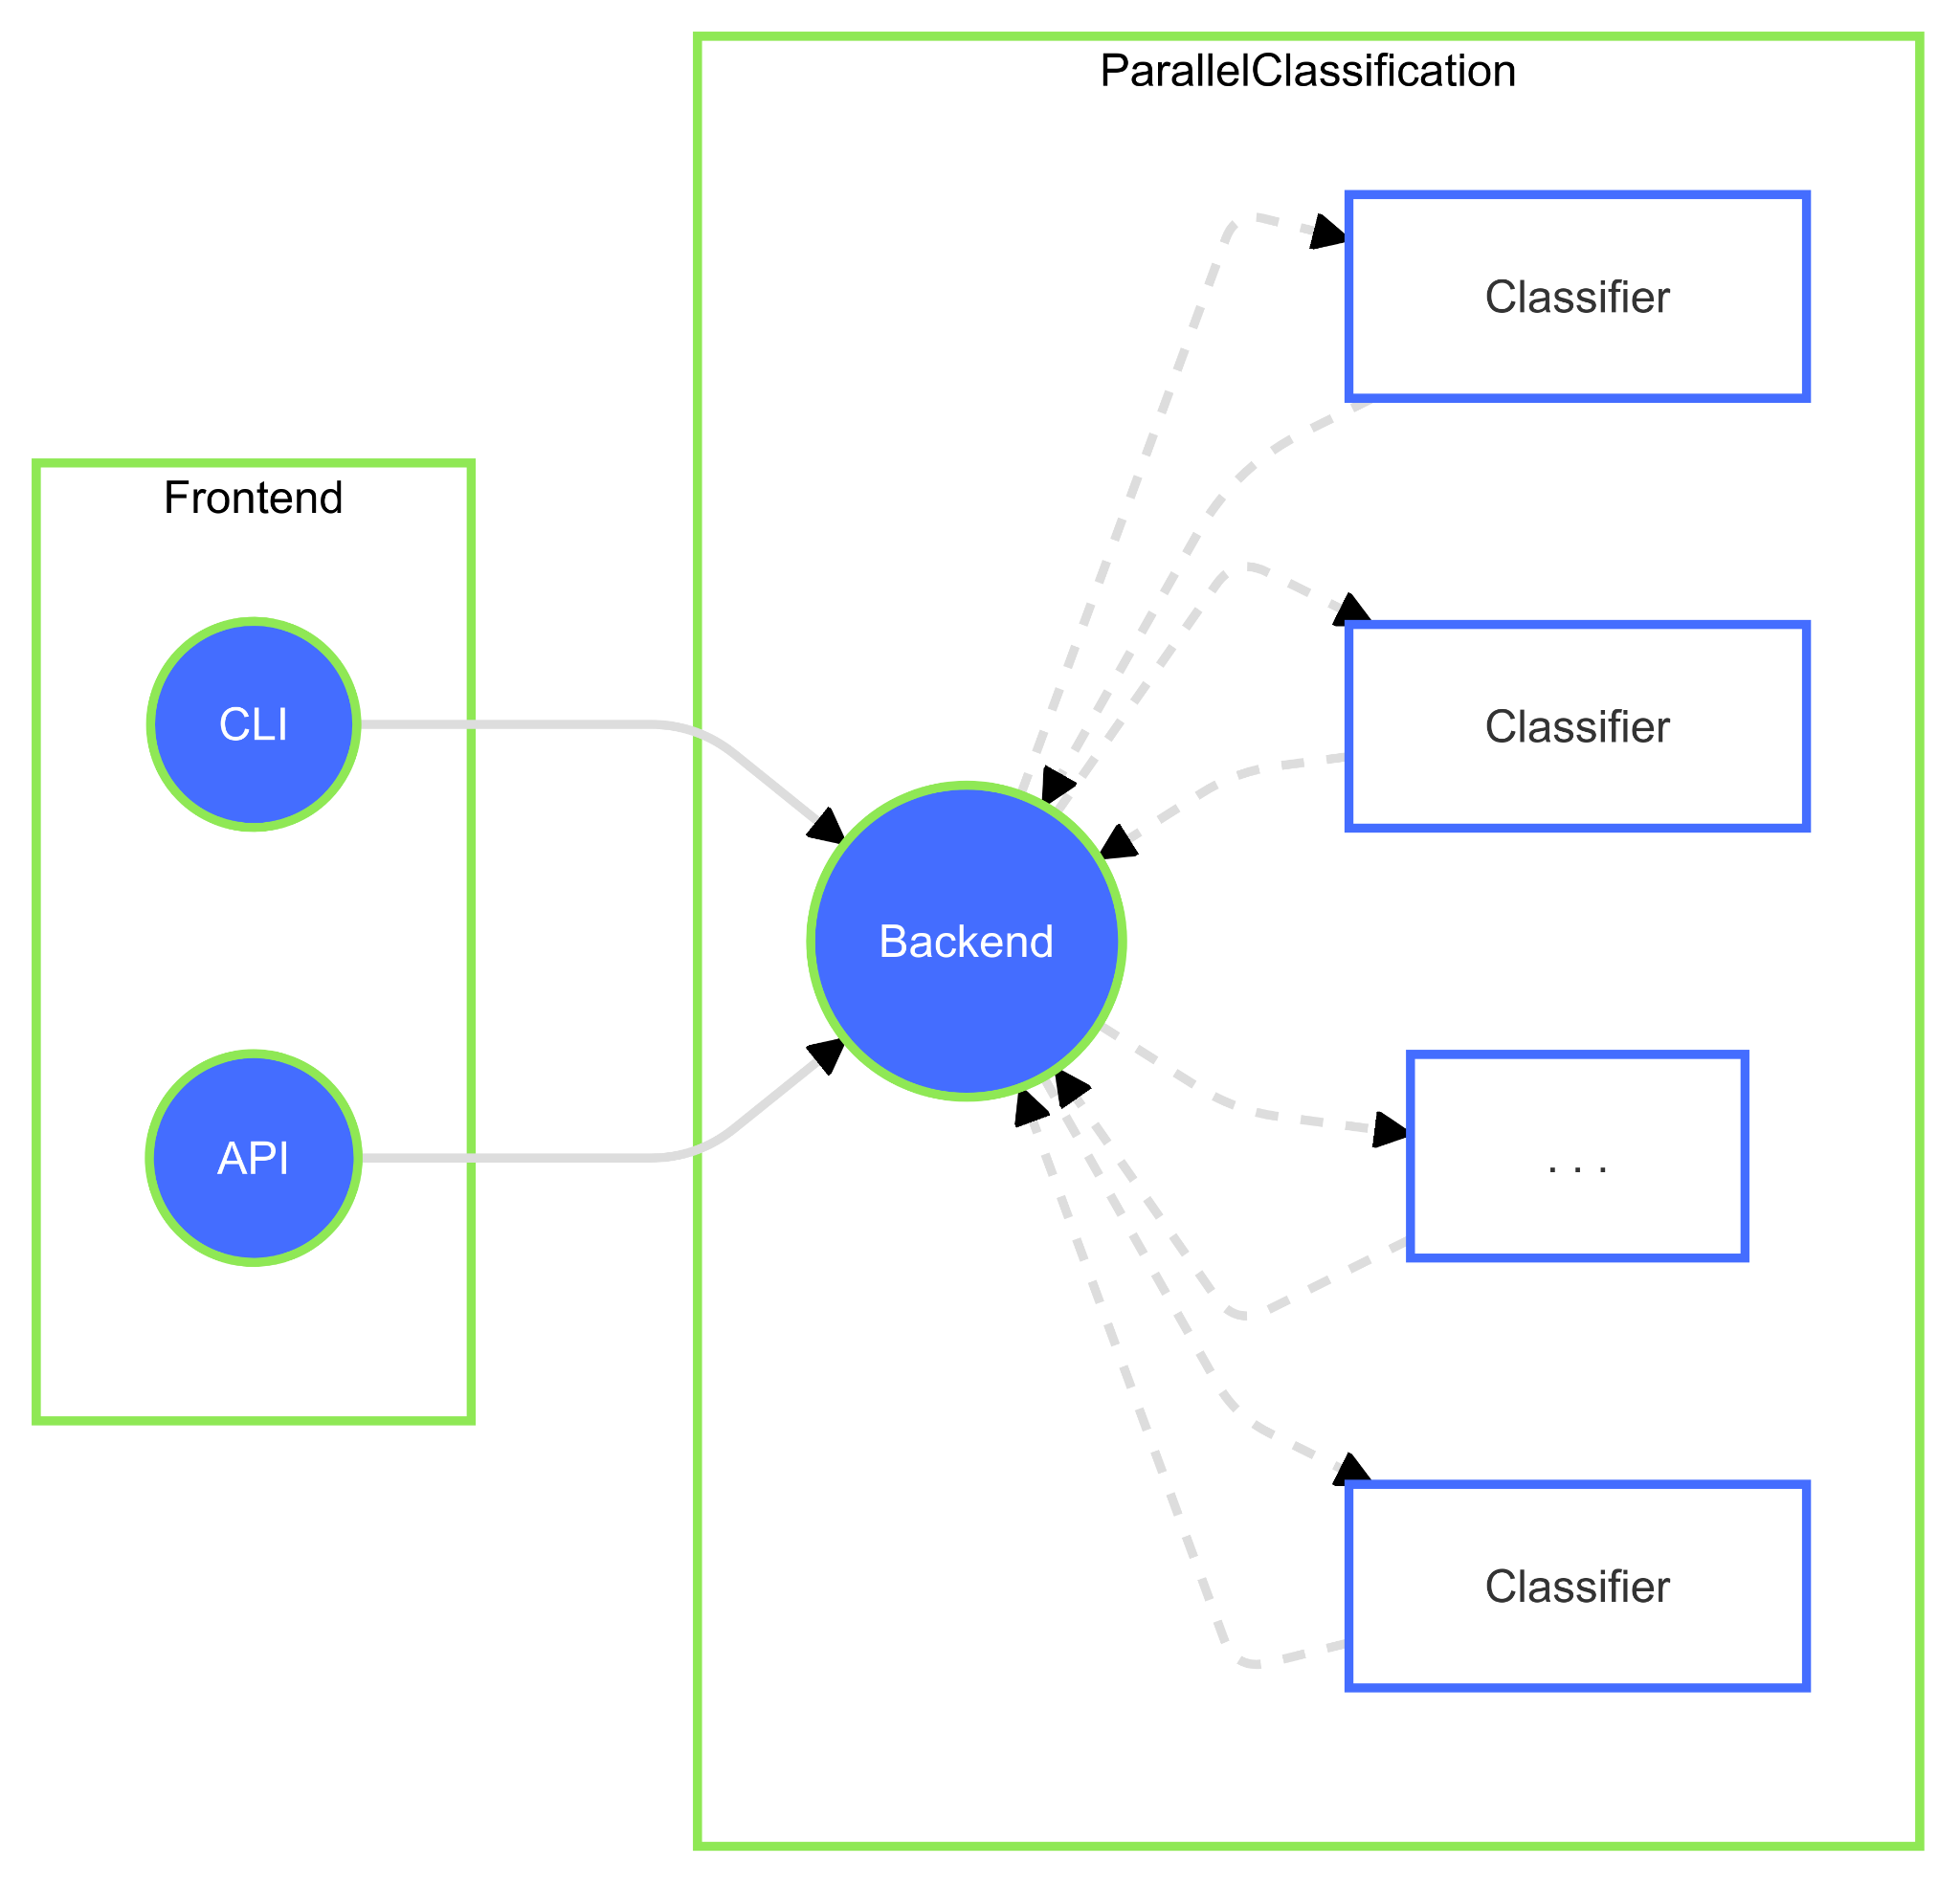 ParallelClassification
Classifier
Frontend
CLI
Classifier
Backend
API
. . .
Classifier